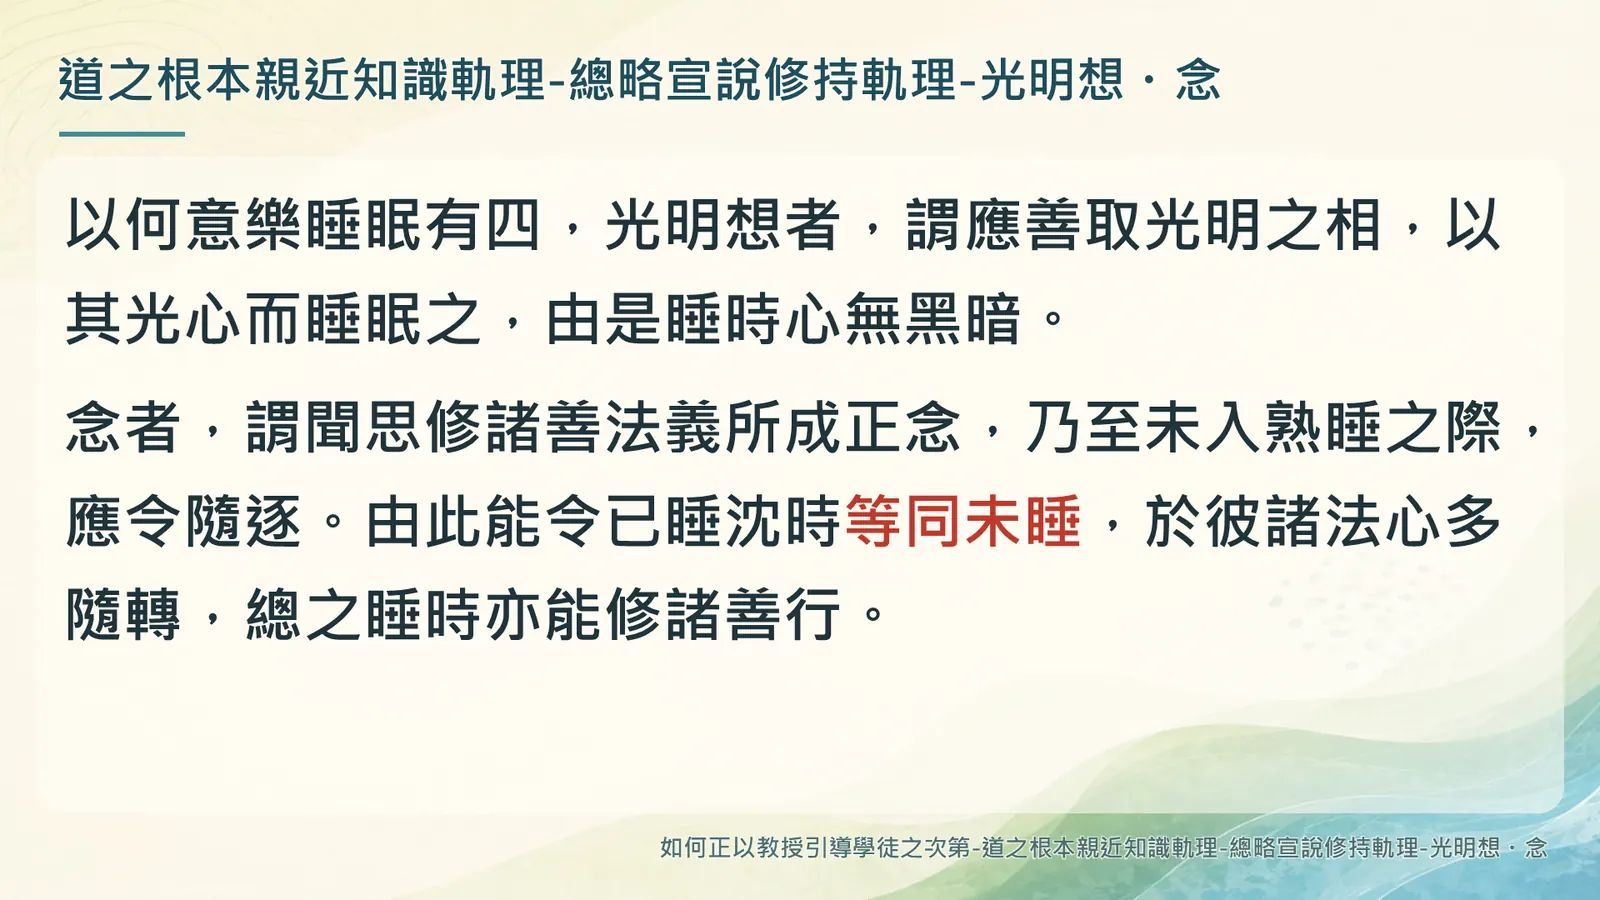 道之根本親近知識軌理-總略宣說修持軌理-光明想・念
以何意樂睡眠有四，光明想者，謂應善取光明之相，以
其光心而睡眠之，由是睡時心無黑暗。
念者，謂聞思修諸善法義所成正念，乃至未入熟睡之際，
應令隨逐。由此能令已睡沈時等同未睡，於彼諸法心多
隨轉，總之睡時亦能修諸善行。
如何正以教授引導學徒之次第-道之根本親近知識軌理-總略宣說修持軌理-光明想・念